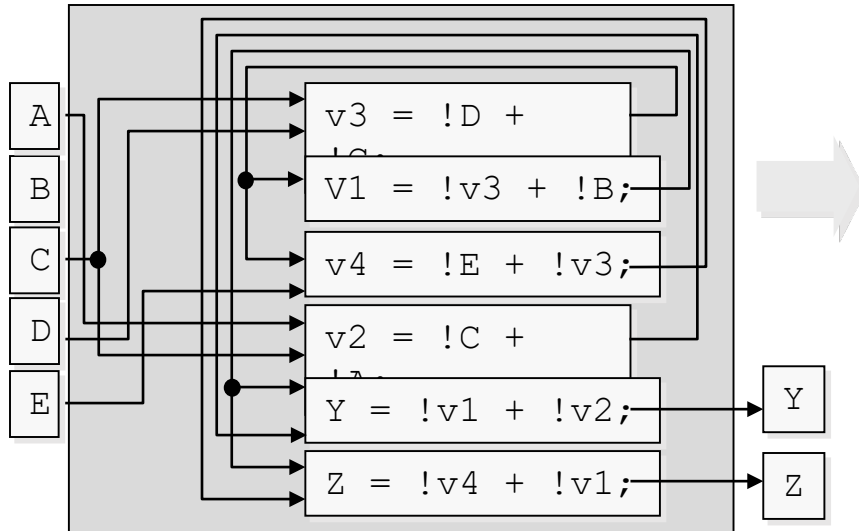 A
B
C
D
E
v3 = !D +
V1 = !v3 + !B;
v4 = !E + !v3;
v2 = !C +
Y = !v1 + !v2;
Z = !v4 + !v1;
Y
Z